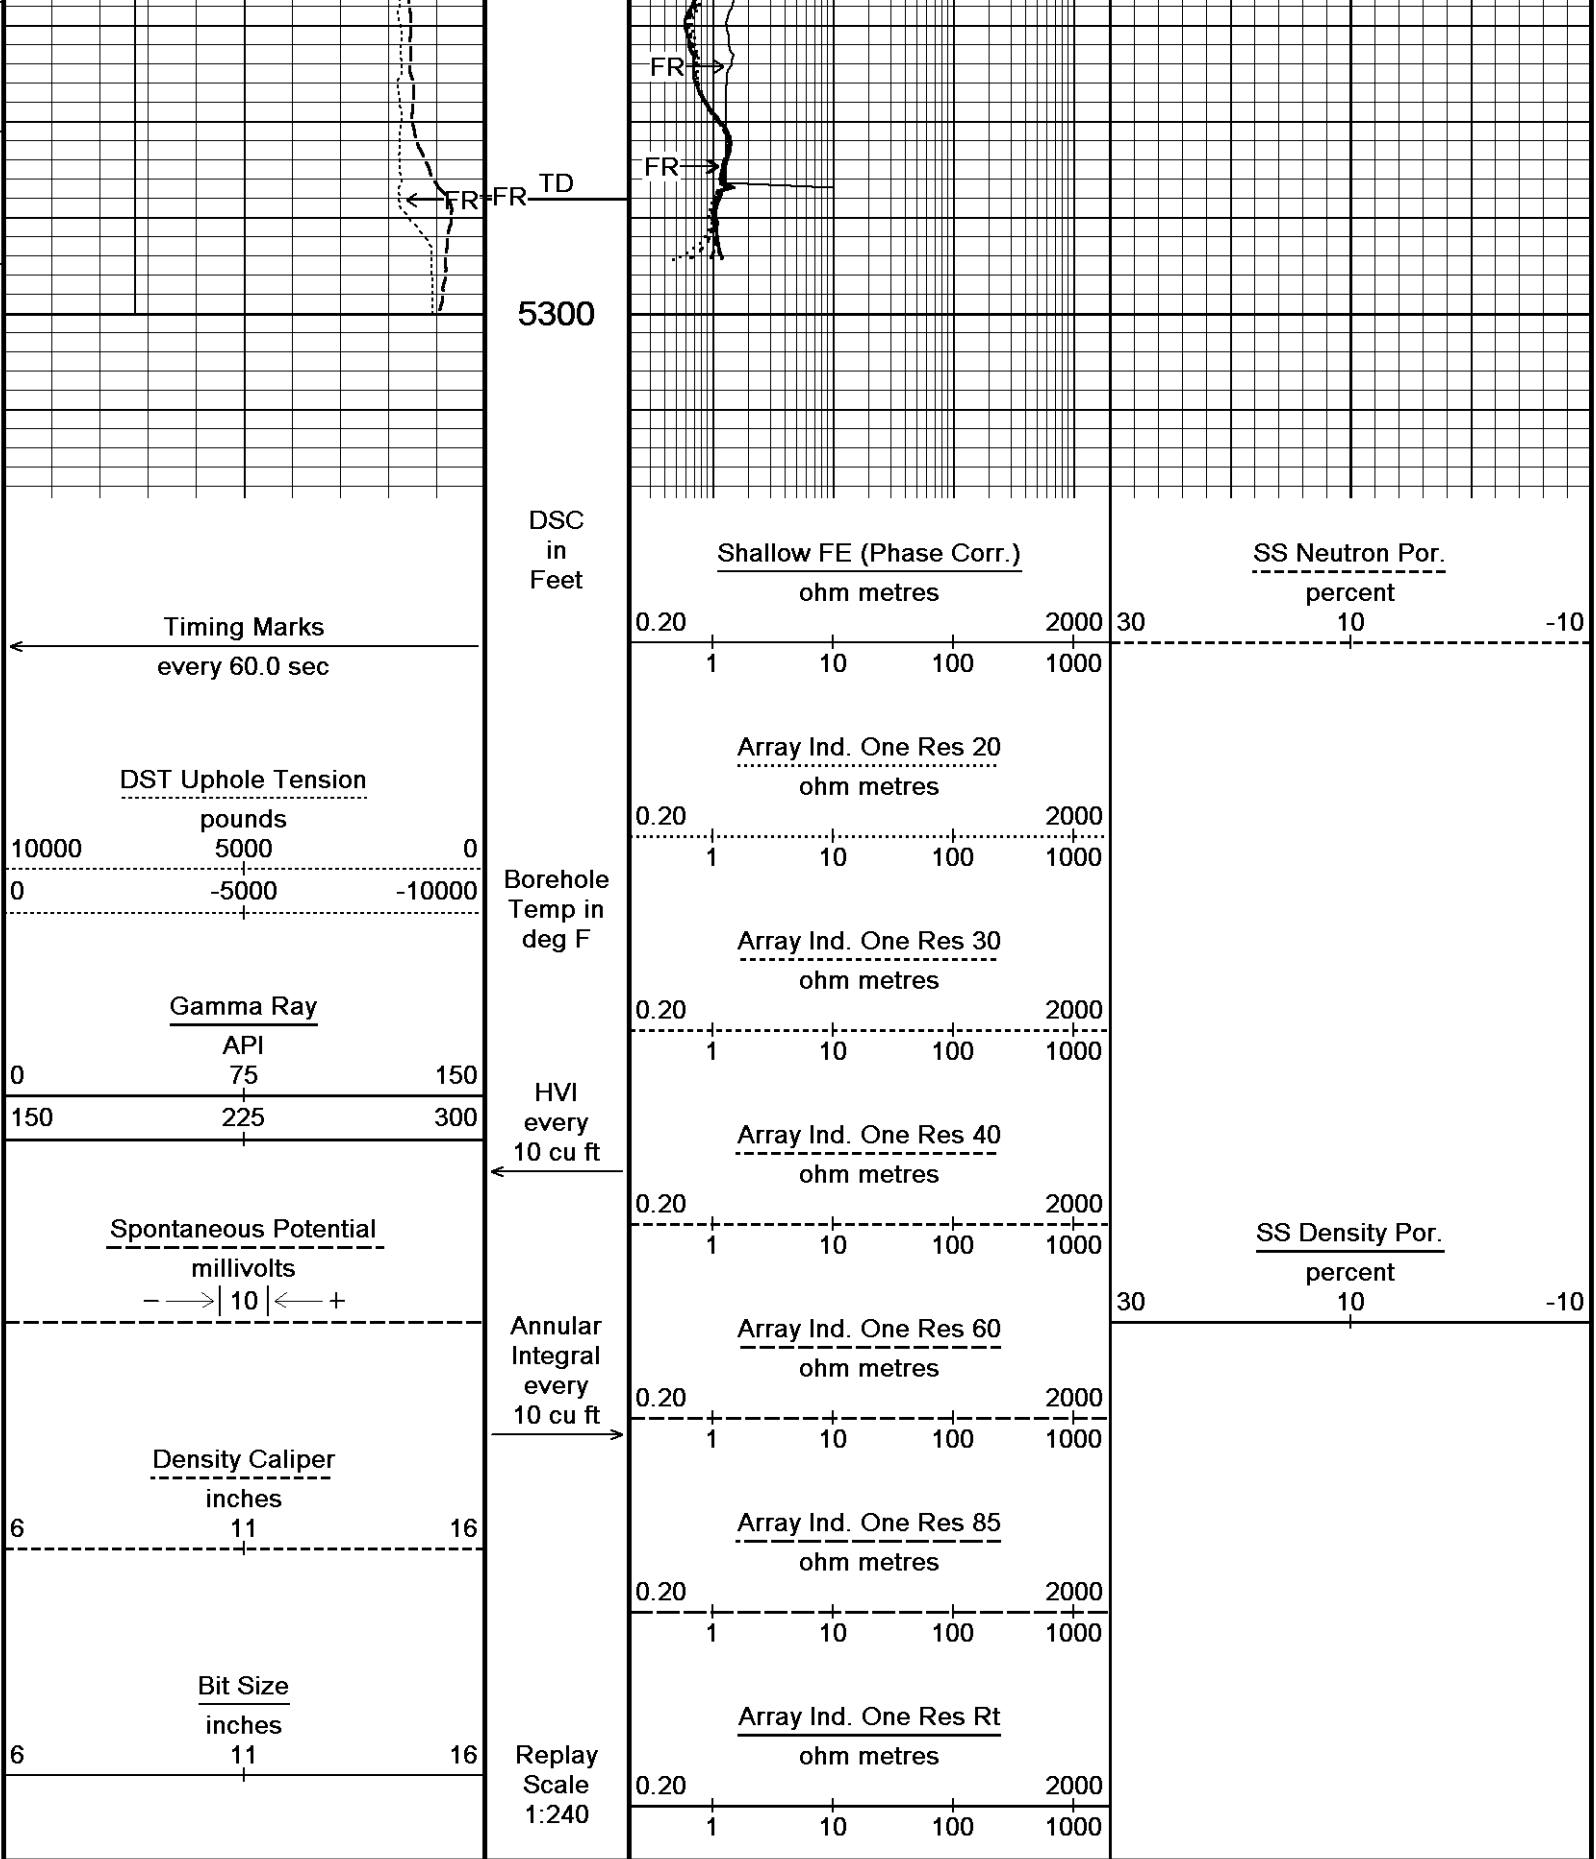 FR
FR
FR FR TD
5300
DSC
in
Feet
Timing Marks
every 60.0 sec
DST Uphole Tension
pounds
10000 5000 0
0 -5000 -10000
Gamma Ray
API
0 75 150
150 225 300
Spontaneous Potential
millivolts
− 10 +
Density Caliper
inches
6 11 16
Bit Size
inches
6 11 16
Borehole
Temp in
deg F
HVI
every
10 cu ft
Annular
Integral
every
10 cu ft
Replay
Scale
1:240
Shallow FE (Phase Corr.)
ohm metres
0.20 2000
1 10 100 1000
Array Ind. One Res 20
ohm metres
0.20 2000
1 10 100 1000
Array Ind. One Res 30
ohm metres
0.20 2000
1 10 100 1000
Array Ind. One Res 40
ohm metres
0.20 2000
1 10 100 1000
Array Ind. One Res 60
ohm metres
0.20 2000
1 10 100 1000
Array Ind. One Res 85
ohm metres
0.20 2000
1 10 100 1000
Array Ind. One Res Rt
ohm metres
0.20 2000
1 10 100 1000
SS Neutron Por.
percent
30 10 -10
SS Density Por.
percent
30 10 -10